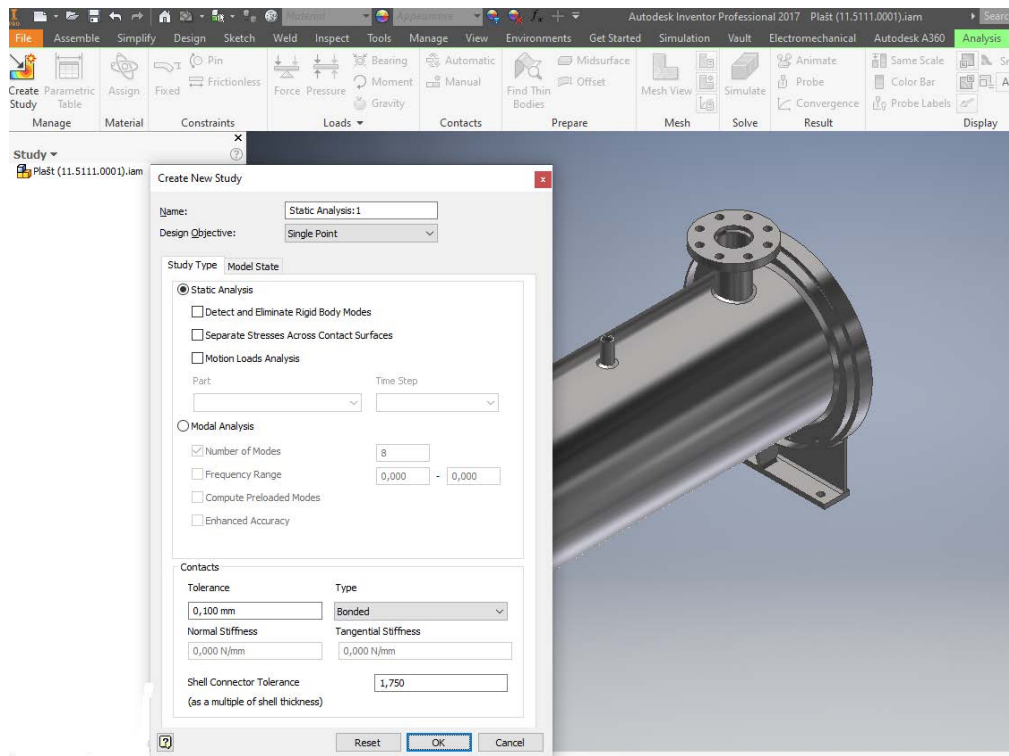 PRO
Material
Appearance
Autodesk Inventor Professional 2017 Plašt (11.5111.0001).iam
Searc
File Assemble Simplify Design Sketch Weld Inspect Tools Manage View Environments Get Started Simulation Vault Electromechanical Autodesk A360 Analysis
Pin Bearing Automatic Midsurface Animate Same Scale
Create Study Parametric Table Assign Fixed Frictionless Force Pressure Moment Manual Find Thin Bodies Offset Mesh View Simulate Probe Color Bar
Gravity Convergence Probe Labels
Manage Material Constraints Loads Contacts Prepare Mesh Solve Result Display
Study
Plašt (11.5111.0001).iam
Create New Study
Name: Static Analysis:1
Design Objective: Single Point
Study Type Model State
Static Analysis
Detect and Eliminate Rigid Body Modes
Separate Stresses Across Contact Surfaces
Motion Loads Analysis
Part Time Step
Modal Analysis
Number of Modes 8
Frequency Range 0,000 - 0,000
Compute Preloaded Modes
Enhanced Accuracy
Contacts
Tolerance Type
0,100 mm Bonded
Normal Stiffness Tangential Stiffness
0,000 N/mm 0,000 N/mm
Shell Connector Tolerance 1,750
(as a multiple of shell thickness)
Reset OK Cancel